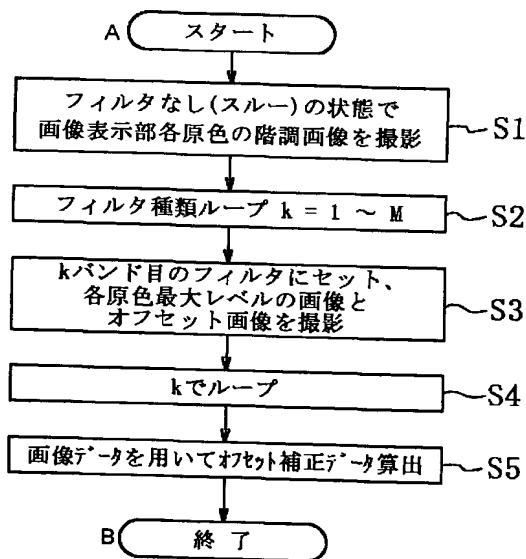 A スタート
フィルタなし(スルー)の状態で
画像表示部各原色の階調画像を撮影
S1
フィルタ種類ループ k = 1 ～ M
S2
kバンド目のフィルタにセット、
各原色最大レベルの画像と
オフセット画像を撮影
S3
kでループ
S4
画像ﾃﾞｰﾀを用いてｵﾌｾｯﾄ補正ﾃﾞｰﾀ算出
S5
B 終了